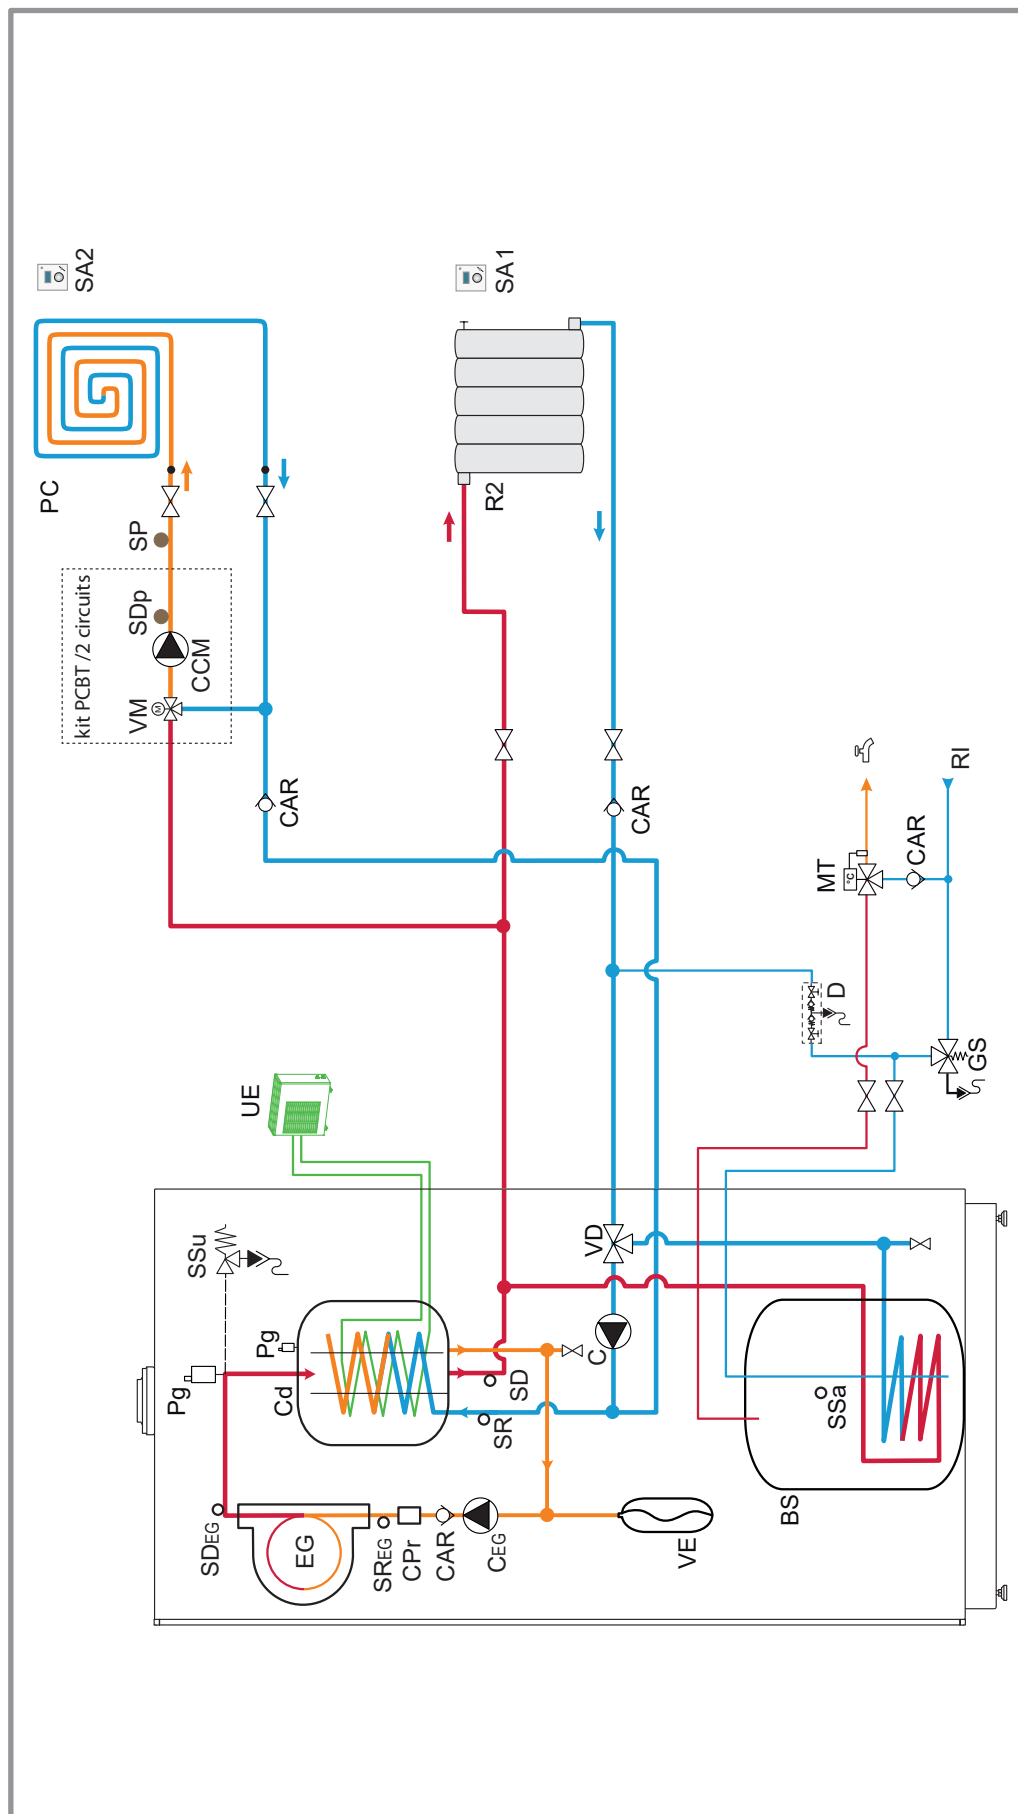 SA2
PC
SP
kit PCBT /2 circuits
SDp
CCM
VM
M
CAR
SA1
R2
CAR
RI
CAR
MT
°C
D
GS
UE
SSu
Pg
Pg
Cd
VD
C
SD
SR
SSa
BS
SDEG
EG
SREG
CPr
CAR
CEG
VE